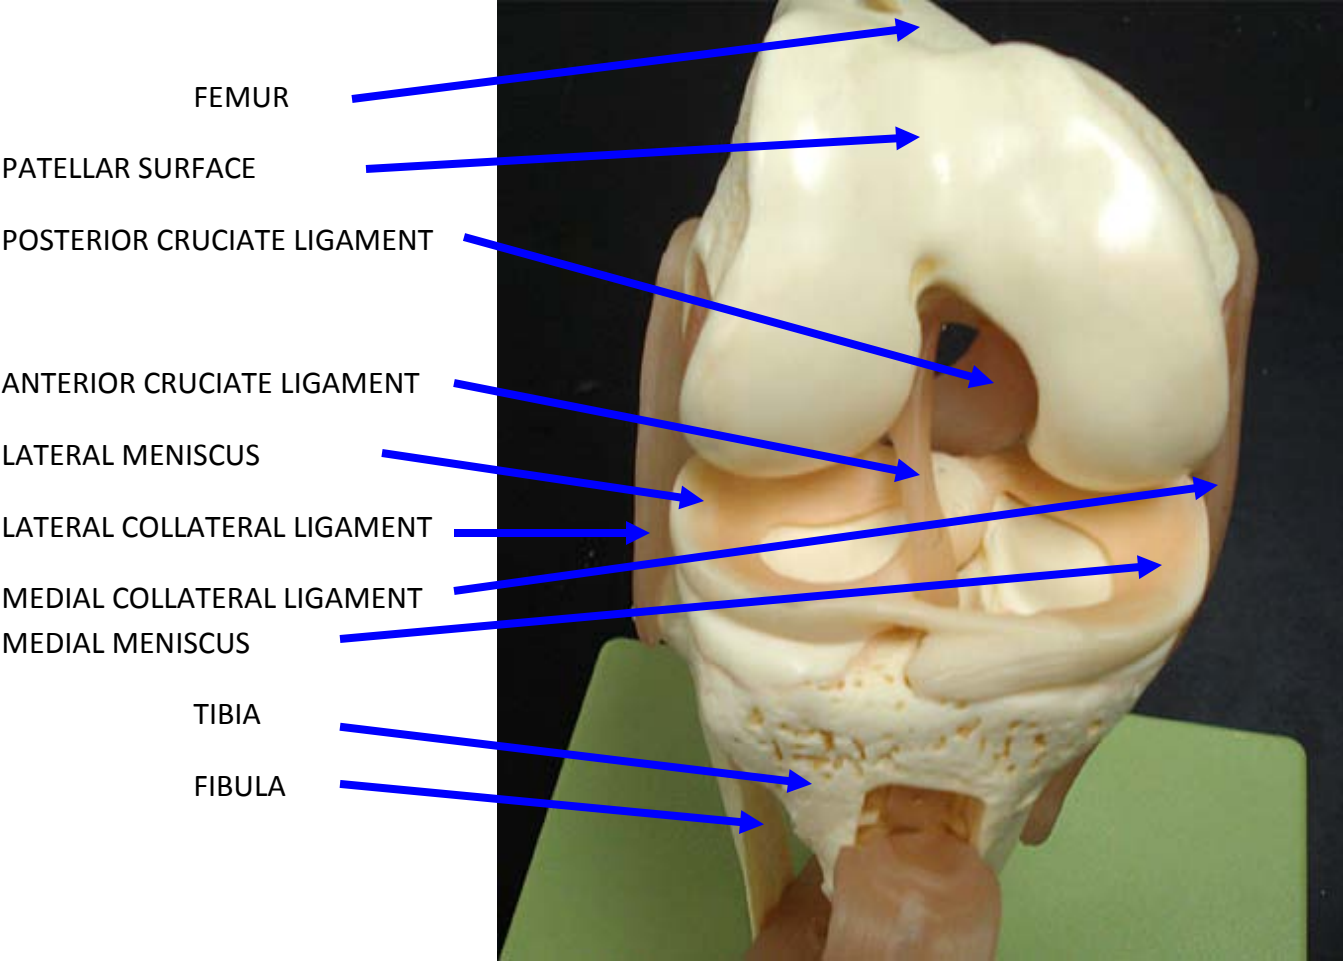 FEMUR
PATELLAR SURFACE
POSTERIOR CRUCIATE LIGAMENT
ANTERIOR CRUCIATE LIGAMENT
LATERAL MENISCUS
LATERAL COLLATERAL LIGAMENT
MEDIAL COLLATERAL LIGAMENT
MEDIAL MENISCUS
TIBIA
FIBULA